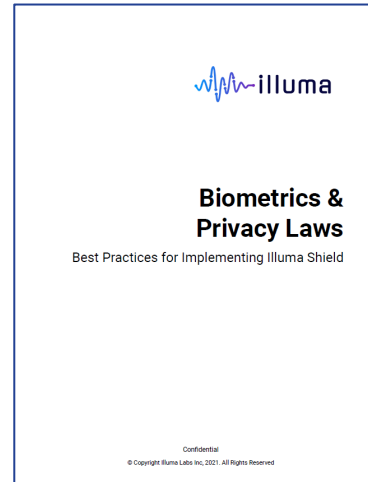 illuma
Biometrics &
Privacy Laws
Best Practices for Implementing Illuma Shield
Confidential
© Copyright Illuma Labs Inc, 2021. All Rights Reserved